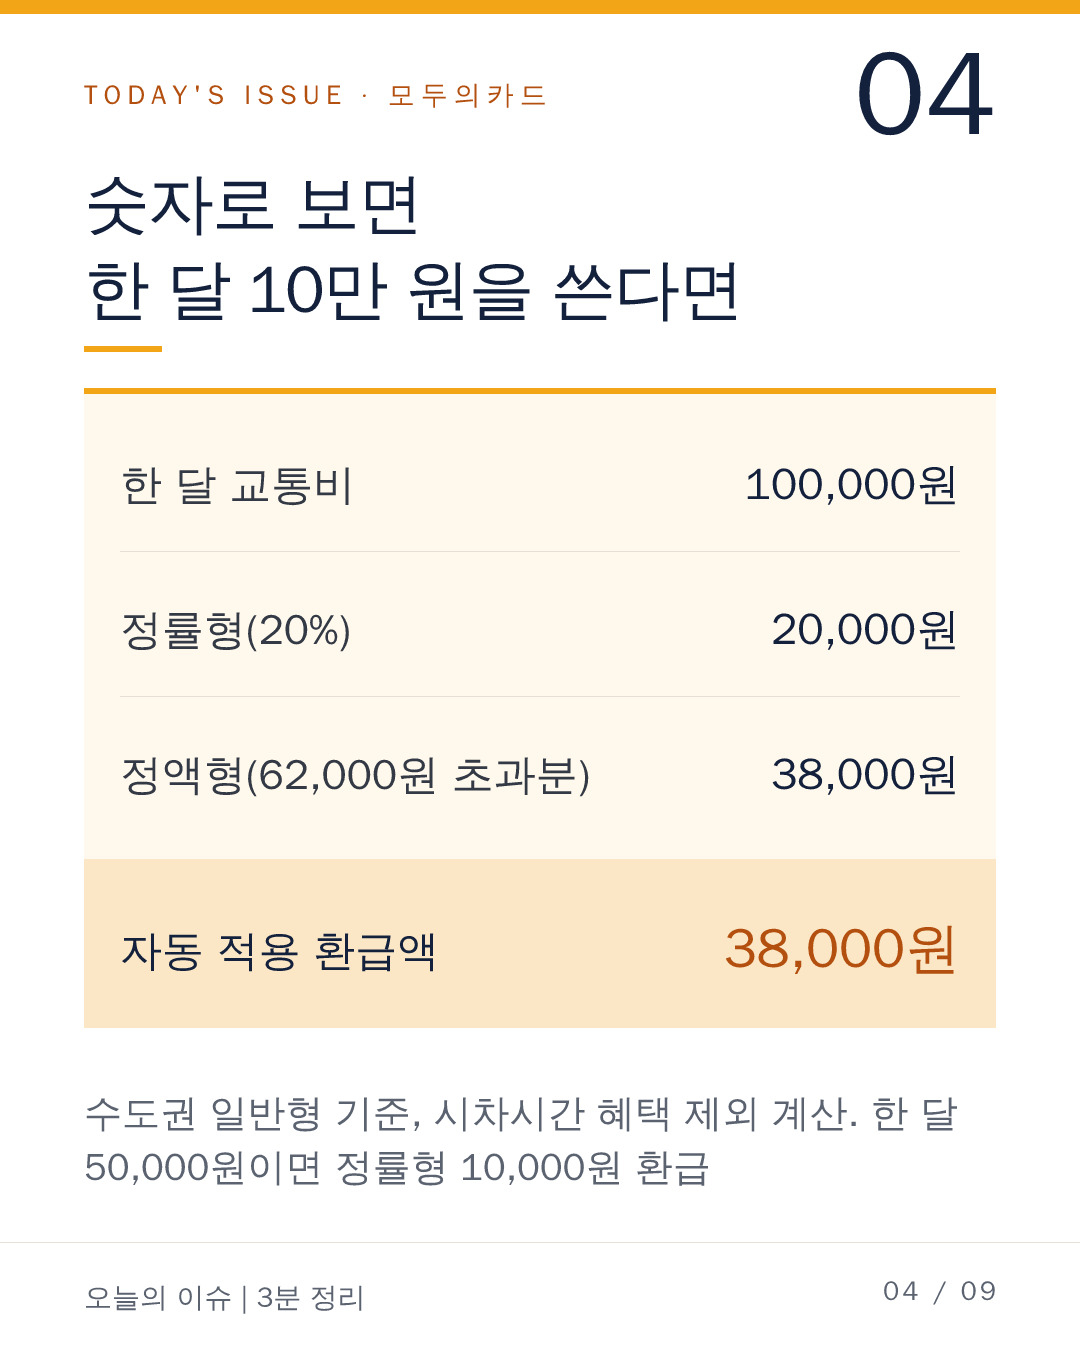 TODAY'S ISSUE · 모두의카드
04
숫자로 보면
한 달 10만 원을 쓴다면
한 달 교통비 100,000원
정률형(20%) 20,000원
정액형(62,000원 초과분) 38,000원
자동 적용 환급액 38,000원
수도권 일반형 기준, 시차시간 혜택 제외 계산. 한 달
50,000원이면 정률형 10,000원 환급
오늘의 이슈 | 3분 정리
04 / 09